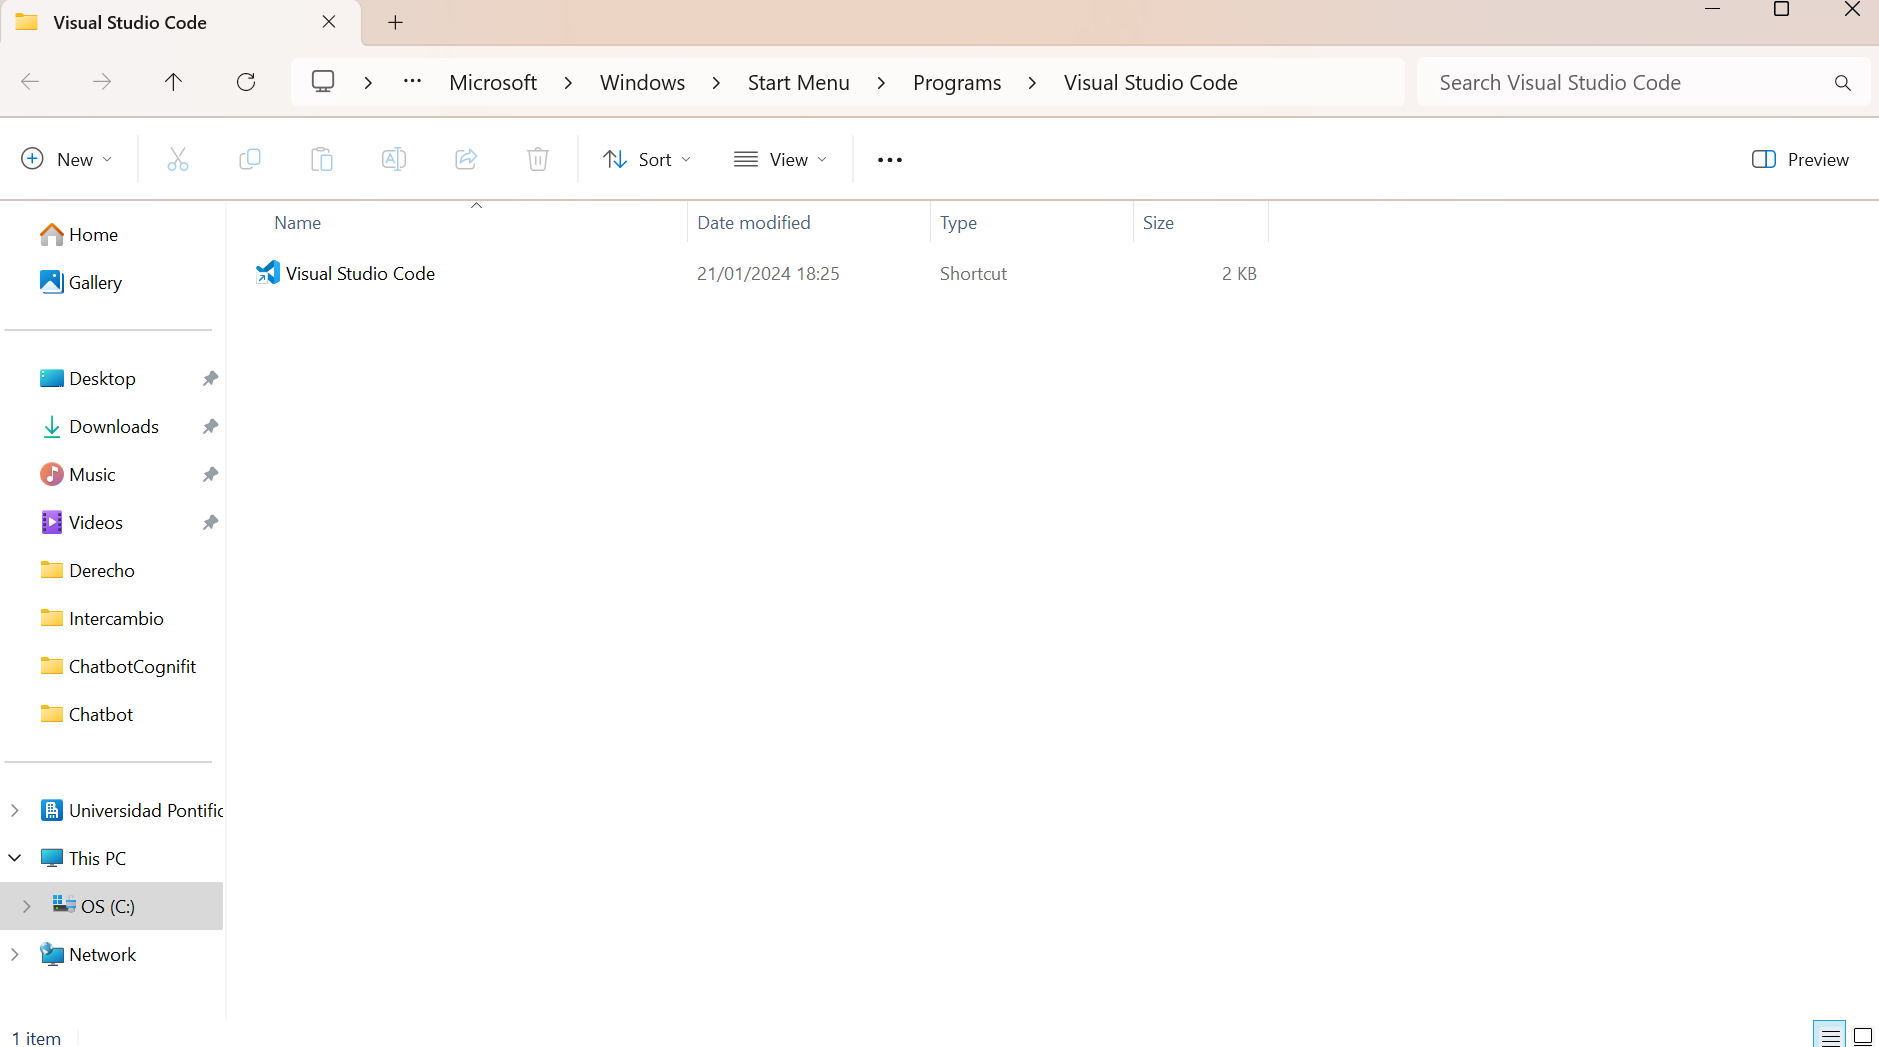 Visual Studio Code
Microsoft Windows Start Menu Programs Visual Studio Code
Search Visual Studio Code
New
Sort
View
Preview
Name Date modified Type Size
Visual Studio Code 21/01/2024 18:25 Shortcut 2 KB
Home
Gallery
Desktop
Downloads
Music
Videos
Derecho
Intercambio
ChatbotCognifit
Chatbot
Universidad Pontific
This PC
OS (C:)
Network
1 item